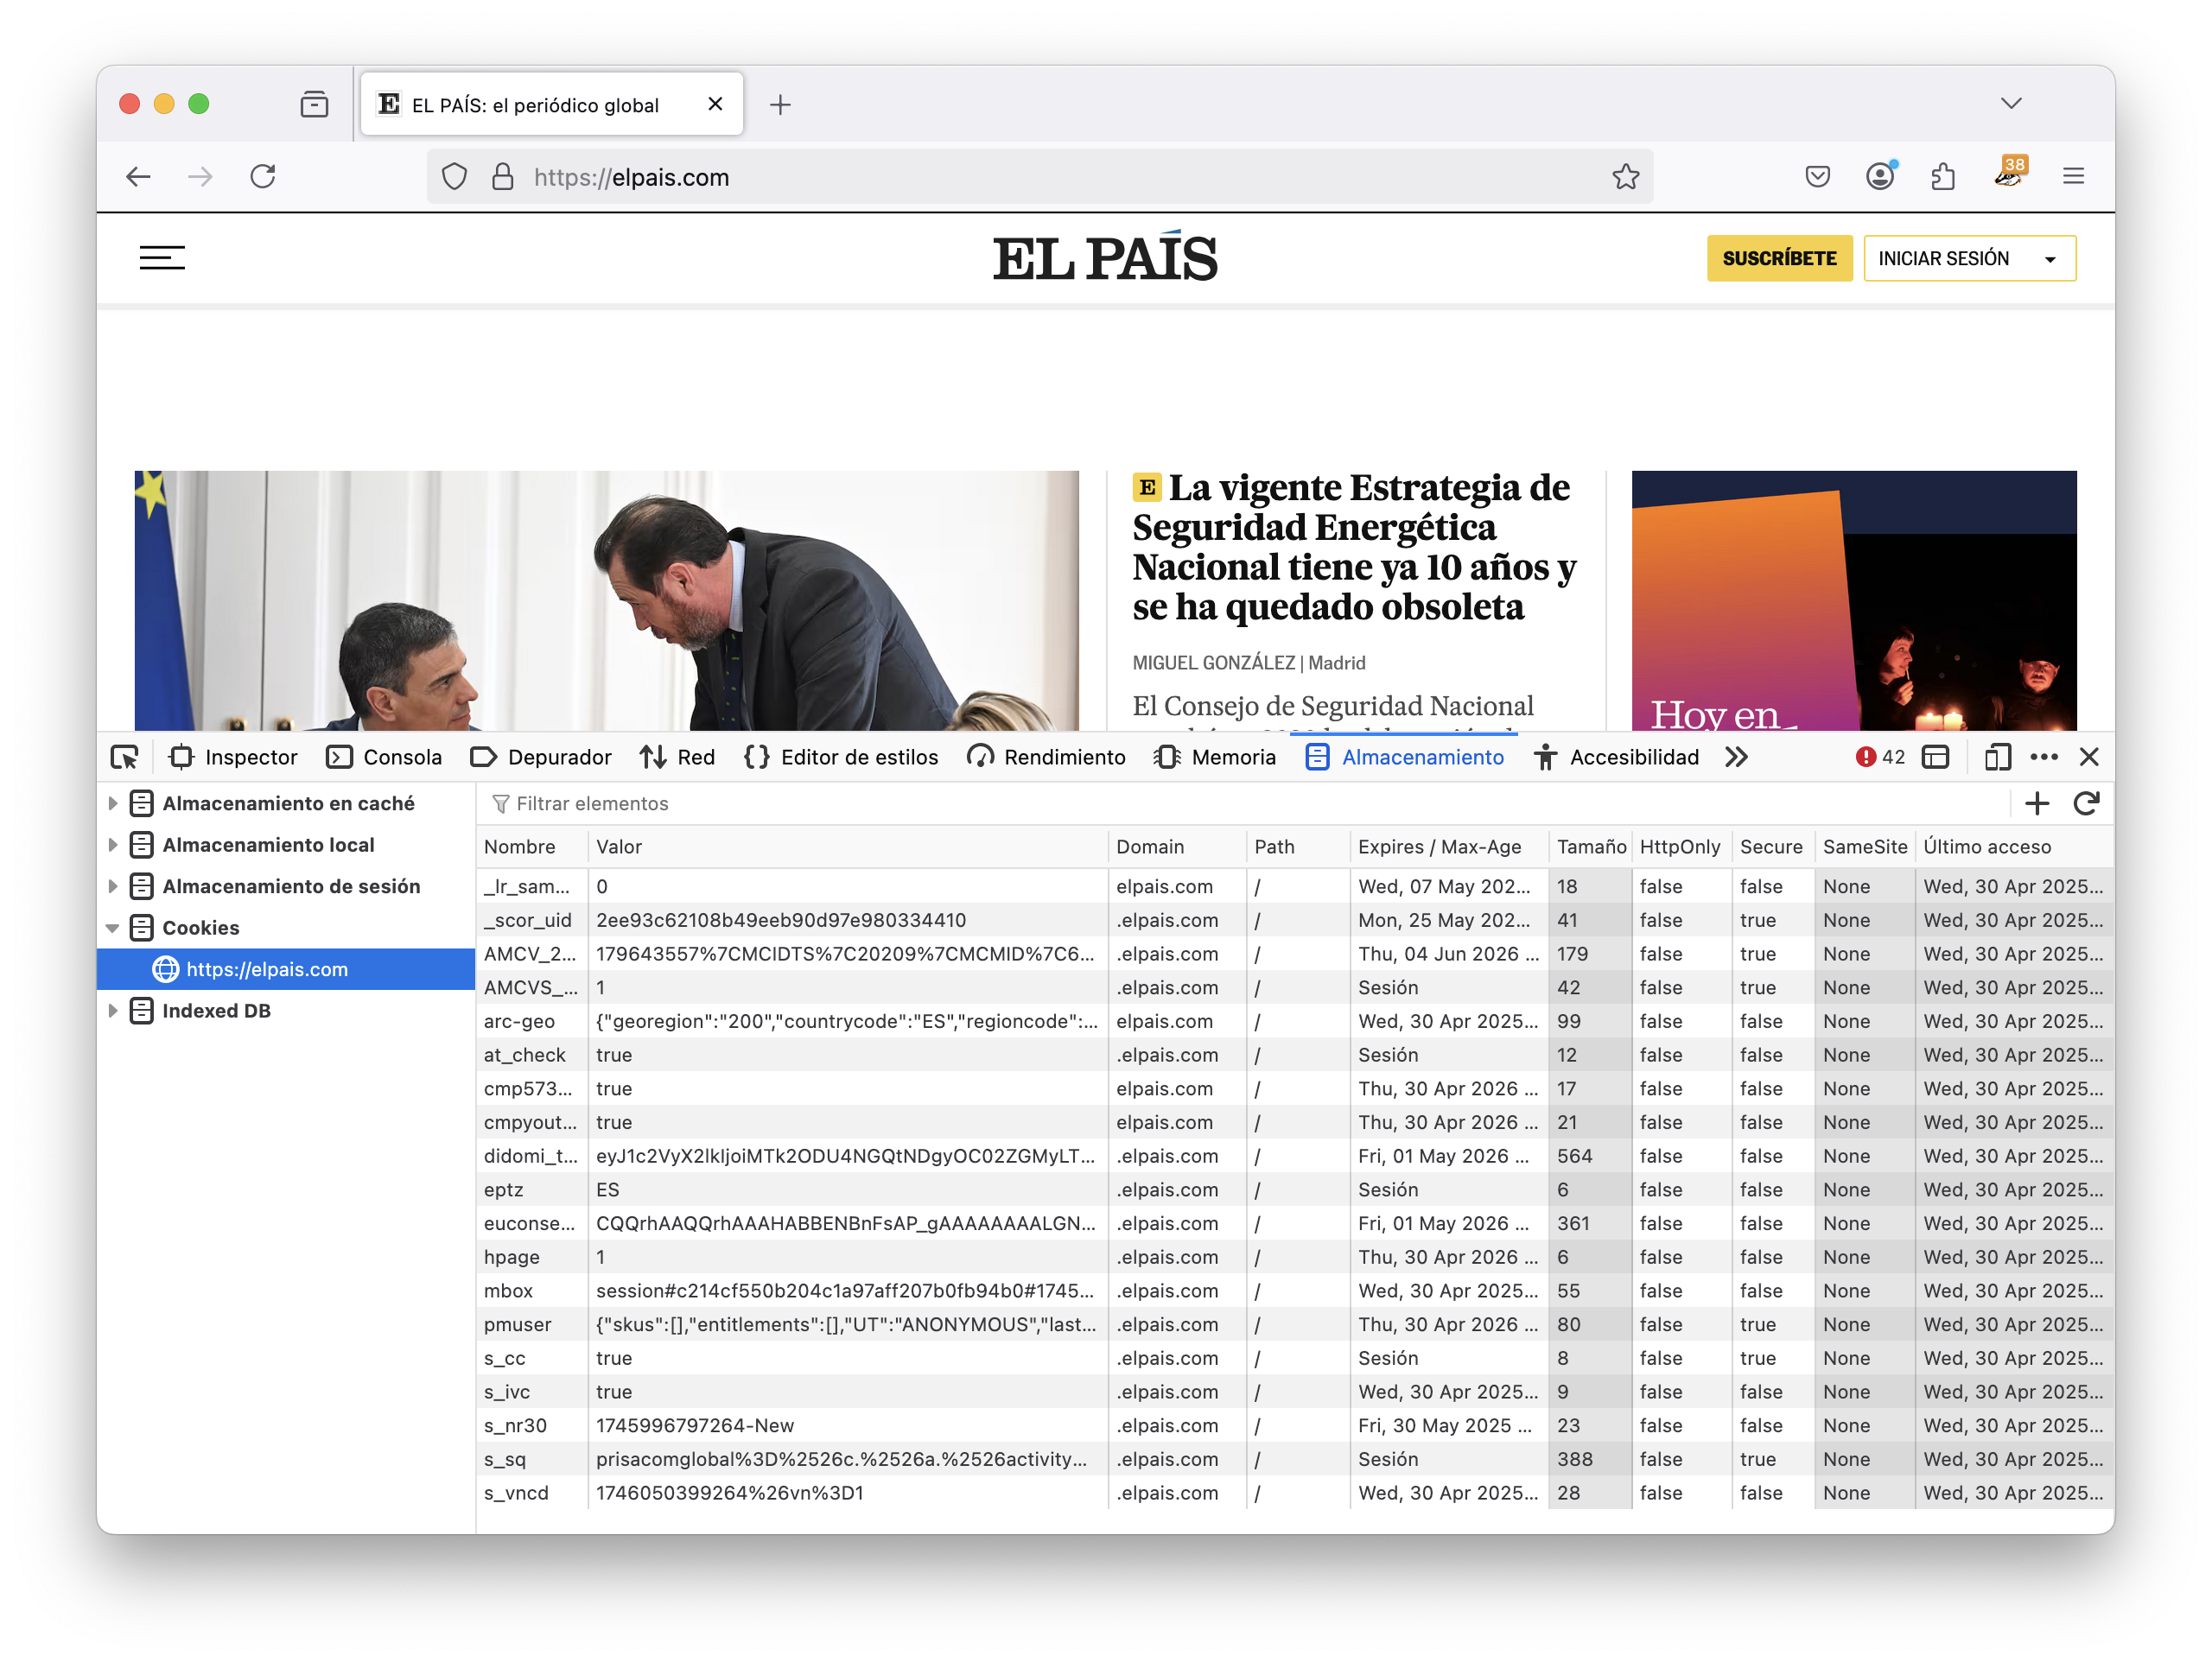 EL PAÍS: el periódico global
https://elpais.com
38
EL PAÍS
SUSCRÍBETE
INICIAR SESIÓN
E La vigente Estrategia de
Seguridad Energética
Nacional tiene ya 10 años y
se ha quedado obsoleta
MIGUEL GONZÁLEZ | Madrid
El Consejo de Seguridad Nacional
Hoy en_
Inspector Consola Depurador Red Editor de estilos Rendimiento Memoria Almacenamiento Accesibilidad 42
Almacenamiento en caché
Almacenamiento local
Almacenamiento de sesión
Cookies
https://elpais.com
Indexed DB
Filtrar elementos
Nombre Valor Domain Path Expires / Max-Age Tamaño HttpOnly Secure SameSite Último acceso
_lr_sam... 0 elpais.com / Wed, 07 May 202... 18 false false None Wed, 30 Apr 2025...
_scor_uid 2ee93c62108b49eeb90d97e980334410 .elpais.com / Mon, 25 May 202... 41 false true None Wed, 30 Apr 2025...
AMCV_2... 179643557%7CMCIDTS%7C20209%7CMCMID%7C6... .elpais.com / Thu, 04 Jun 2026 ... 179 false true None Wed, 30 Apr 2025...
AMCVS_... 1 .elpais.com / Sesión 42 false true None Wed, 30 Apr 2025...
arc-geo {"georegion":"200","countrycode":"ES","regioncode":... elpais.com / Wed, 30 Apr 2025... 99 false false None Wed, 30 Apr 2025...
at_check true .elpais.com / Sesión 12 false false None Wed, 30 Apr 2025...
cmp573... true elpais.com / Thu, 30 Apr 2026 ... 17 false false None Wed, 30 Apr 2025...
cmpyout... true elpais.com / Thu, 30 Apr 2026 ... 21 false false None Wed, 30 Apr 2025...
didomi_t... eyJ1c2VyX2lkIjoiMTk2ODU4NGQtNDgyOC02ZGMyLT... .elpais.com / Fri, 01 May 2026 ... 564 false false None Wed, 30 Apr 2025...
eptz ES .elpais.com / Sesión 6 false false None Wed, 30 Apr 2025...
euconse... CQQrhAAQQrhAAAHABBENBnFsAP_gAAAAAAAALGN... .elpais.com / Fri, 01 May 2026 ... 361 false false None Wed, 30 Apr 2025...
hpage 1 .elpais.com / Thu, 30 Apr 2026 ... 6 false false None Wed, 30 Apr 2025...
mbox session#c214cf550b204c1a97aff207b0fb94b0#1745... .elpais.com / Wed, 30 Apr 2025... 55 false false None Wed, 30 Apr 2025...
pmuser {"skus":[],"entitlements":[],"UT":"ANONYMOUS","last... .elpais.com / Thu, 30 Apr 2026 ... 80 false true None Wed, 30 Apr 2025...
s_cc true .elpais.com / Sesión 8 false true None Wed, 30 Apr 2025...
s_ivc true .elpais.com / Wed, 30 Apr 2025... 9 false false None Wed, 30 Apr 2025...
s_nr30 1745996797264-New .elpais.com / Fri, 30 May 2025 ... 23 false false None Wed, 30 Apr 2025...
s_sq prisacomglobal%3D%2526c.%2526a.%2526activity... .elpais.com / Sesión 388 false true None Wed, 30 Apr 2025...
s_vncd 1746050399264%26vn%3D1 .elpais.com / Wed, 30 Apr 2025... 28 false false None Wed, 30 Apr 2025...